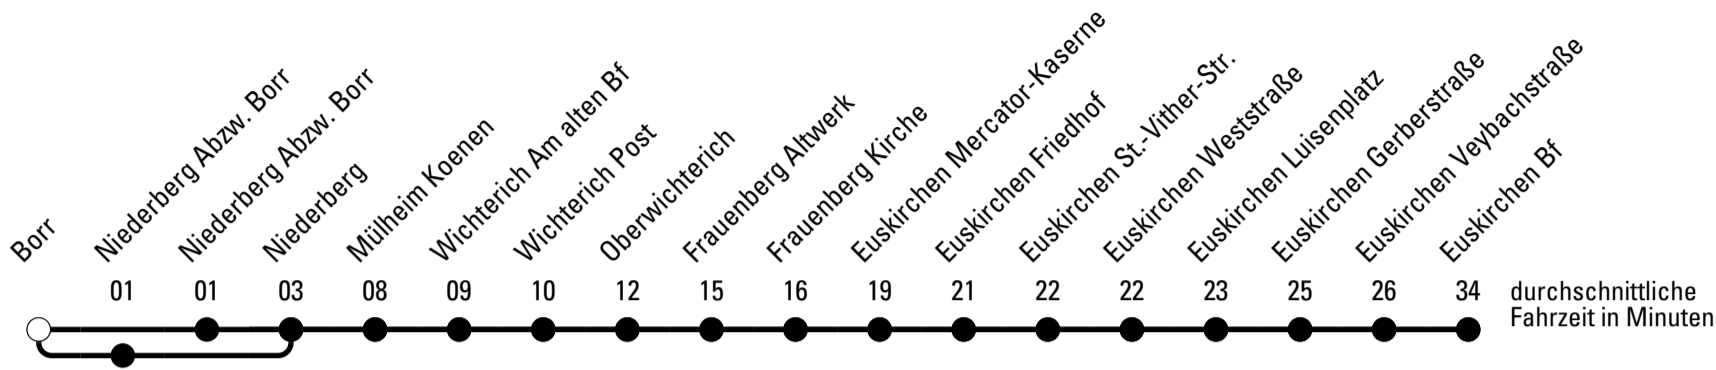 Borr
Niederberg Abzw. Borr
Niederberg Abzw. Borr
Niederberg
Mülheim Koenen
Wichterich Am alten Bf
Wichterich Post
Oberwichterich
Frauenberg Altwerk
Frauenberg Kirche
Euskirchen Mercator-Kaserne
Euskirchen Friedhof
Euskirchen St.-Vither-Str.
Euskirchen Weststraße
Euskirchen Luisenplatz
Euskirchen Gerberstraße
Euskirchen Veybachstraße
Euskirchen Bf
01 01 03 08 09 10 12 15 16 19 21 22 22 23 25 26 34 durchschnittliche
Fahrzeit in Minuten